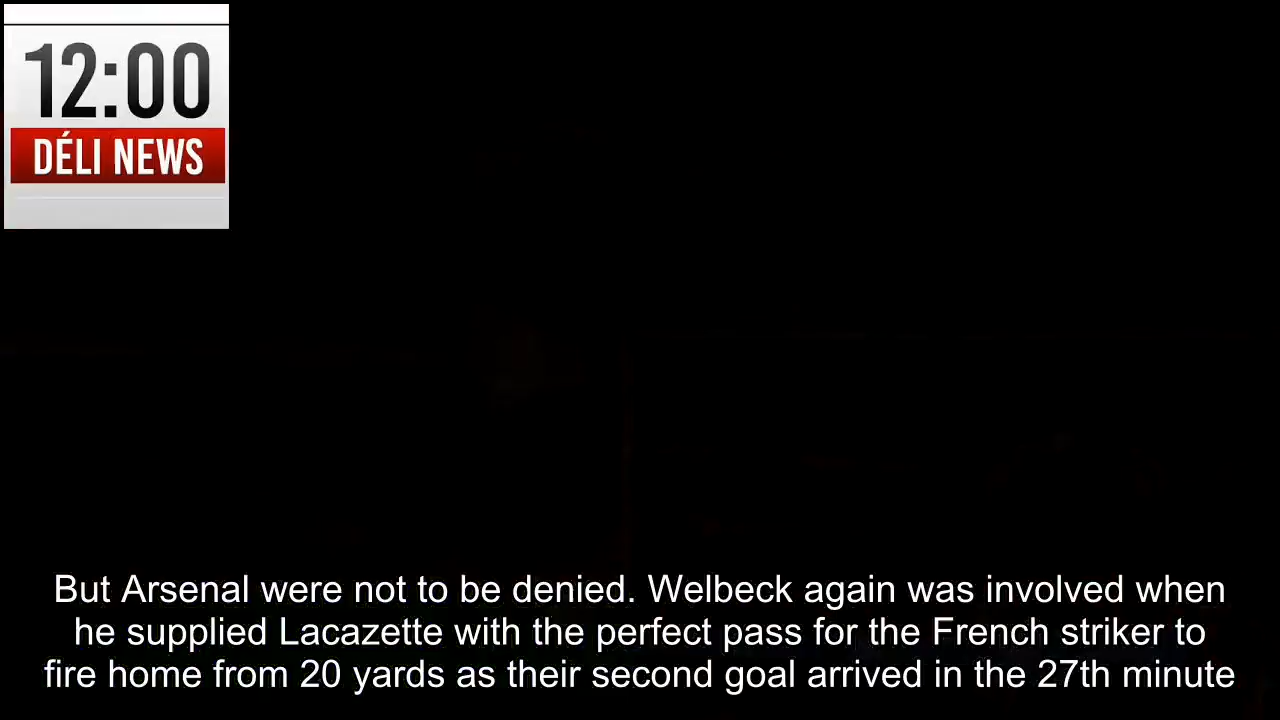 12:00
DÉLI NEWS
But Arsenal were not to be denied. Welbeck again was involved when
he supplied Lacazette with the perfect pass for the French striker to
fire home from 20 yards as their second goal arrived in the 27th minute